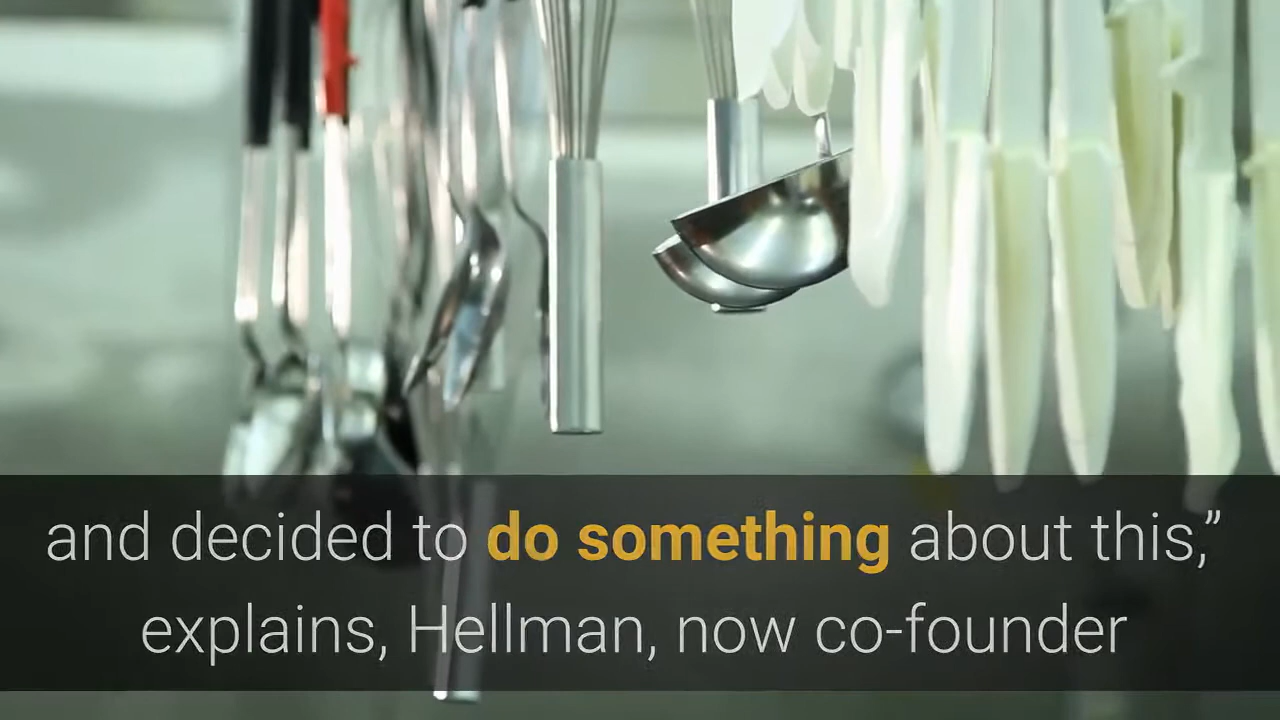 and decided to do something about this,”
explains, Hellman, now co-founder